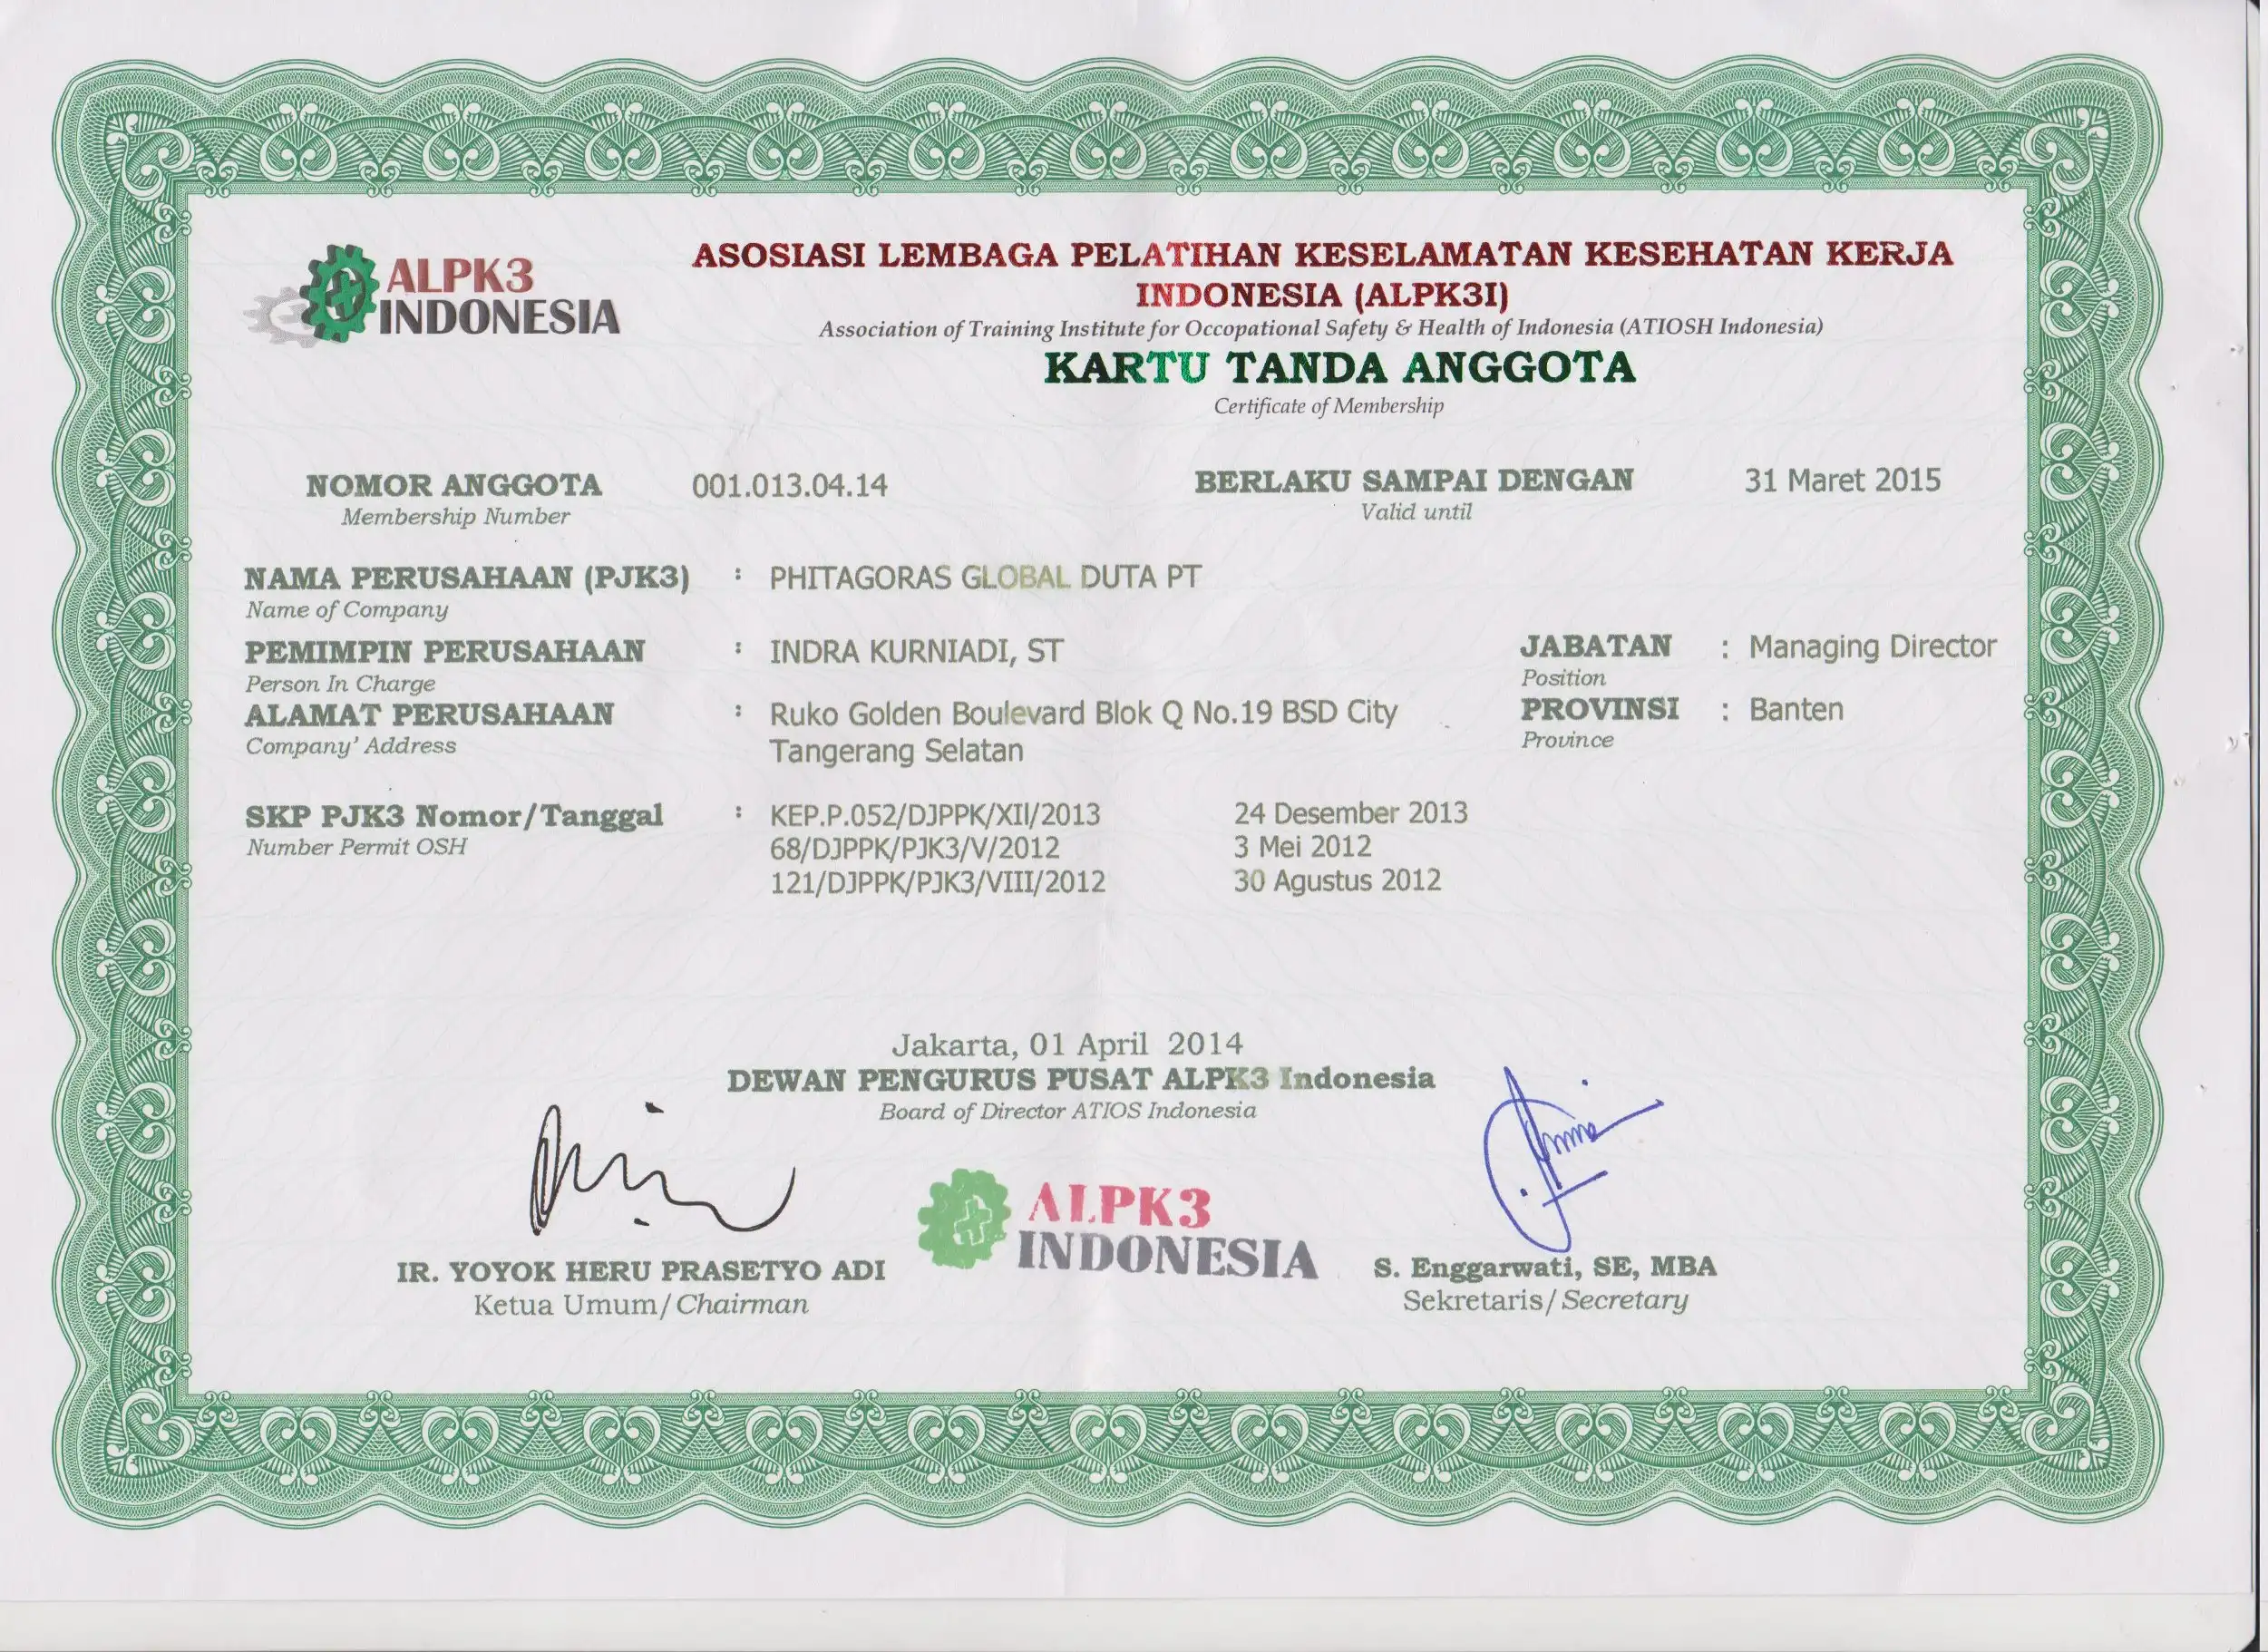 ALPK3
INDONESIA
ASOSIASI LEMBAGA PELATIHAN KESELAMATAN KESEHATAN KERJA
INDONESIA (ALPK3I)
Association of Training Institute for Occopational Safety & Health of Indonesia (ATIOSH Indonesia)
KARTU TANDA ANGGOTA
Certificate of Membership
NOMOR ANGGOTA 001.013.04.14 BERLAKU SAMPAI DENGAN 31 Maret 2015
Membership Number Valid until
NAMA PERUSAHAAN (PJK3) : PHITAGORAS GLOBAL DUTA PT
Name of Company
PEMIMPIN PERUSAHAAN : INDRA KURNIADI, ST JABATAN : Managing Director
Person In Charge Position
ALAMAT PERUSAHAAN : Ruko Golden Boulevard Blok Q No.19 BSD City PROVINSI : Banten
Company' Address Tangerang Selatan Province
SKP PJK3 Nomor/Tanggal : KEP.P.052/DJPPK/XII/2013 24 Desember 2013
Number Permit OSH 68/DJPPK/PJK3/V/2012 3 Mei 2012
121/DJPPK/PJK3/VIII/2012 30 Agustus 2012
Jakarta, 01 April 2014
DEWAN PENGURUS PUSAT ALPK3 Indonesia
Board of Director ATIOS Indonesia
ALPK3
INDONESIA
IR. YOYOK HERU PRASETYO ADI S. Enggarwati, SE, MBA
Ketua Umum/Chairman Sekretaris/Secretary